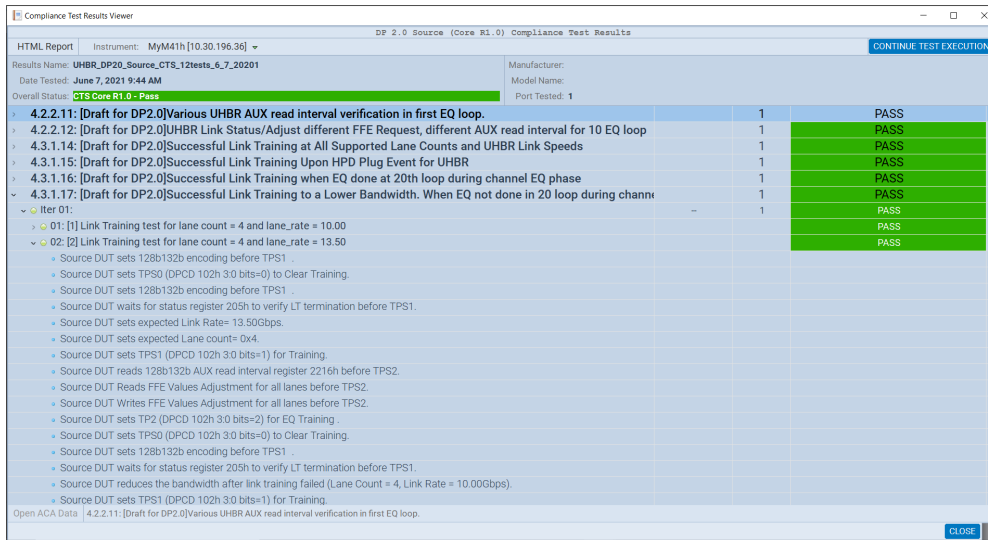 Compliance Test Results Viewer
DP 2.0 Source (Core R1.0) Compliance Test Results
HTML Report Instrument: MyM41h [10.30.196.36] CONTINUE TEST EXECUTION
Results Name: UHBR_DP20_Source_CTS_12tests_6_7_20201 Manufacturer:
Date Tested: June 7, 2021 9:44 AM Model Name:
Overall Status: CTS Core R1.0 - Pass Port Tested: 1
4.2.2.11: [Draft for DP2.0]Various UHBR AUX read interval verification in first EQ loop. 1 PASS
4.2.2.12: [Draft for DP2.0]UHBR Link Status/Adjust different FFE Request, different AUX read interval for 10 EQ loop 1 PASS
4.3.1.14: [Draft for DP2.0]Successful Link Training at All Supported Lane Counts and UHBR Link Speeds 1 PASS
4.3.1.15: [Draft for DP2.0]Successful Link Training Upon HPD Plug Event for UHBR 1 PASS
4.3.1.16: [Draft for DP2.0]Successful Link Training when EQ done at 20th loop during channel EQ phase 1 PASS
4.3.1.17: [Draft for DP2.0]Successful Link Training to a Lower Bandwidth. When EQ not done in 20 loop during channe 1 PASS
Iter 01: – 1 PASS
01: [1] Link Training test for lane count = 4 and lane_rate = 10.00 PASS
02: [2] Link Training test for lane count = 4 and lane_rate = 13.50 PASS
Source DUT sets 128b132b encoding before TPS1 .
Source DUT sets TPS0 (DPCD 102h 3:0 bits=0) to Clear Training.
Source DUT sets 128b132b encoding before TPS1 .
Source DUT waits for status register 205h to verify LT termination before TPS1.
Source DUT sets expected Link Rate= 13.50Gbps.
Source DUT sets expected Lane count= 0x4.
Source DUT sets TPS1 (DPCD 102h 3:0 bits=1) for Training.
Source DUT reads 128b132b AUX read interval register 2216h before TPS2.
Source DUT Reads FFE Values Adjustment for all lanes before TPS2.
Source DUT Writes FFE Values Adjustment for all lanes before TPS2.
Source DUT sets TP2 (DPCD 102h 3:0 bits=2) for EQ Training .
Source DUT sets TPS0 (DPCD 102h 3:0 bits=0) to Clear Training.
Source DUT sets 128b132b encoding before TPS1 .
Source DUT waits for status register 205h to verify LT termination before TPS1.
Source DUT reduces the bandwidth after link training failed (Lane Count = 4, Link Rate = 10.00Gbps).
Source DUT sets TPS1 (DPCD 102h 3:0 bits=1) for Training.
Open ACA Data 4.2.2.11: [Draft for DP2.0]Various UHBR AUX read interval verification in first EQ loop.
CLOSE